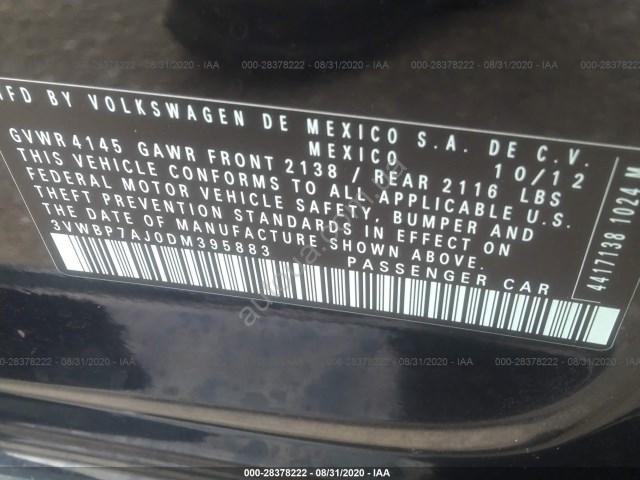 000-28378222 - 08/31/2020 - IAA
MFD BY VOLKSWAGEN DE MEXICO S.A. DE C.V.
MEXICO 10/12
GVWR 4145 GAWR FRONT 2138 / REAR 2116 LBS
THIS VEHICLE CONFORMS TO ALL APPLICABLE U.S.
FEDERAL MOTOR VEHICLE SAFETY, BUMPER AND
THEFT PREVENTION STANDARDS IN EFFECT ON
THE DATE OF MANUFACTURE SHOWN ABOVE.
3VWBP7AJ0DM395883
PASSENGER CAR
4417138 1024 M
000-28378222 - 08/31/2020 - IAA
000-28378222 - 08/31/2020 - IAA